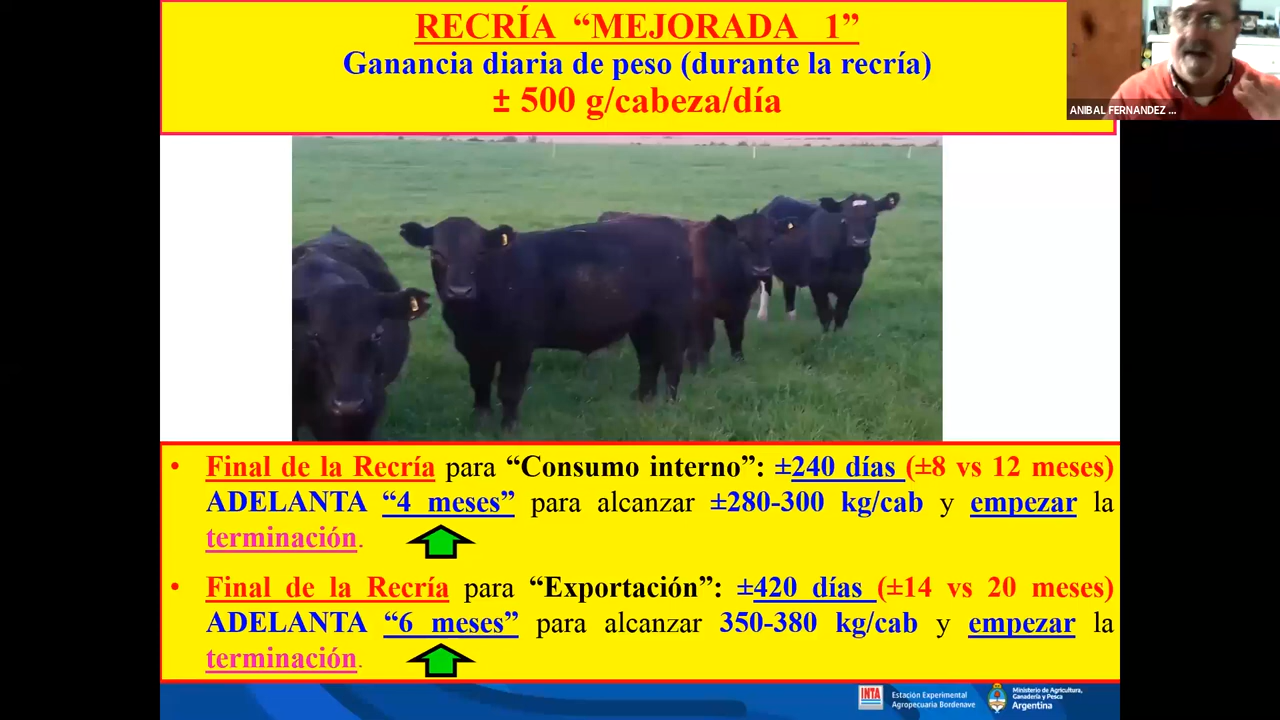 RECRÍA “MEJORADA 1”
Ganancia diaria de peso (durante la recría)
± 500 g/cabeza/día
ANIBAL FERNANDEZ ...
• Final de la Recría para “Consumo interno”: ±240 días (±8 vs 12 meses)
ADELANTA “4 meses” para alcanzar ±280-300 kg/cab y empezar la
terminación.
• Final de la Recría para “Exportación”: ±420 días (±14 vs 20 meses)
ADELANTA “6 meses” para alcanzar 350-380 kg/cab y empezar la
terminación.
INTA
Estación Experimental
Agropecuaria Bordenave
Ministerio de Agricultura,
Ganadería y Pesca
Argentina